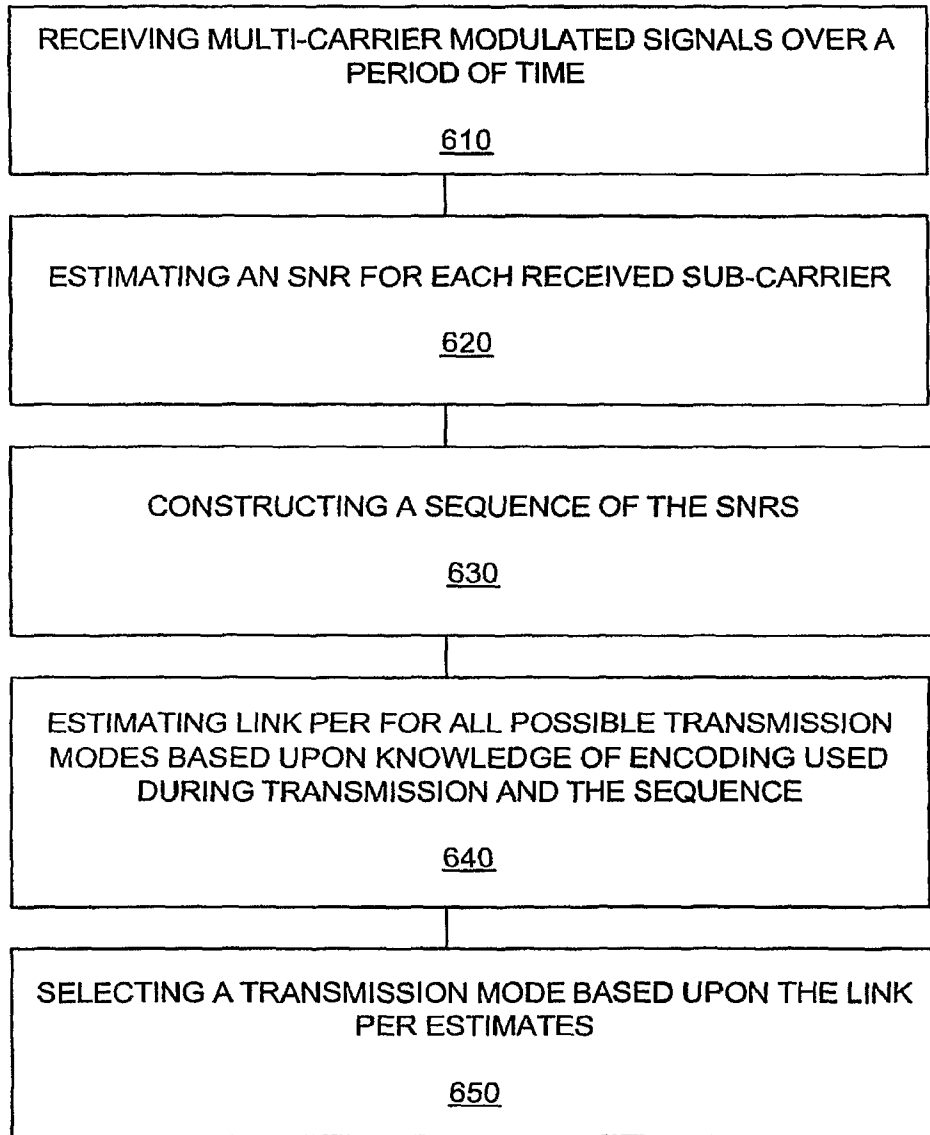 RECEIVING MULTI-CARRIER MODULATED SIGNALS OVER A
PERIOD OF TIME
610
ESTIMATING AN SNR FOR EACH RECEIVED SUB-CARRIER
620
CONSTRUCTING A SEQUENCE OF THE SNRS
630
ESTIMATING LINK PER FOR ALL POSSIBLE TRANSMISSION
MODES BASED UPON KNOWLEDGE OF ENCODING USED
DURING TRANSMISSION AND THE SEQUENCE
640
SELECTING A TRANSMISSION MODE BASED UPON THE LINK
PER ESTIMATES
650